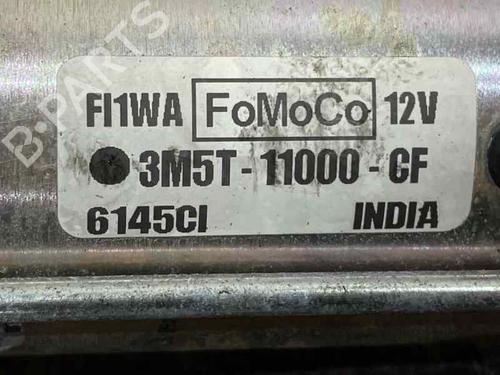 B-PARTS
FI1WA FoMoCo 12V
3M5T-11000-CF
6145CI INDIA